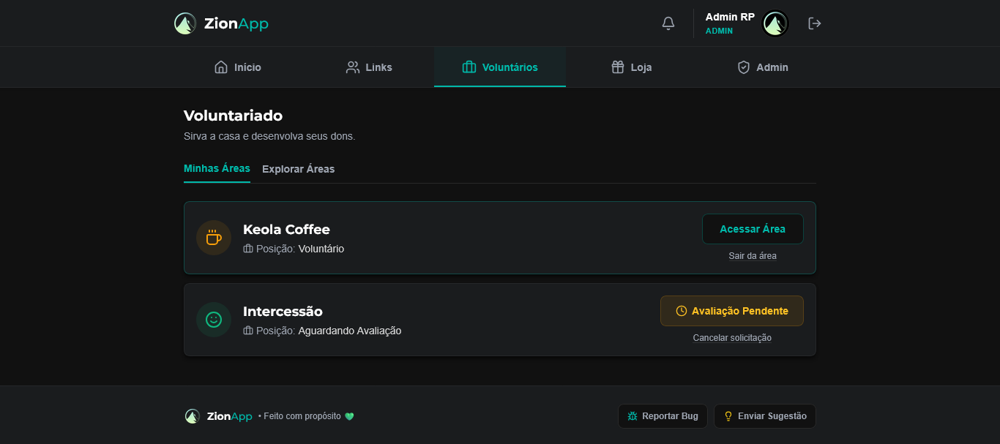 ZionApp
Admin RP
ADMIN
Início
Links
Voluntários
Loja
Admin
Voluntariado
Sirva a casa e desenvolva seus dons.
Minhas Áreas
Explorar Áreas
Keola Coffee
Posição: Voluntário
Acessar Área
Sair da área
Intercessão
Posição: Aguardando Avaliação
Avaliação Pendente
Cancelar solicitação
ZionApp • Feito com propósito 💚
Reportar Bug
Enviar Sugestão